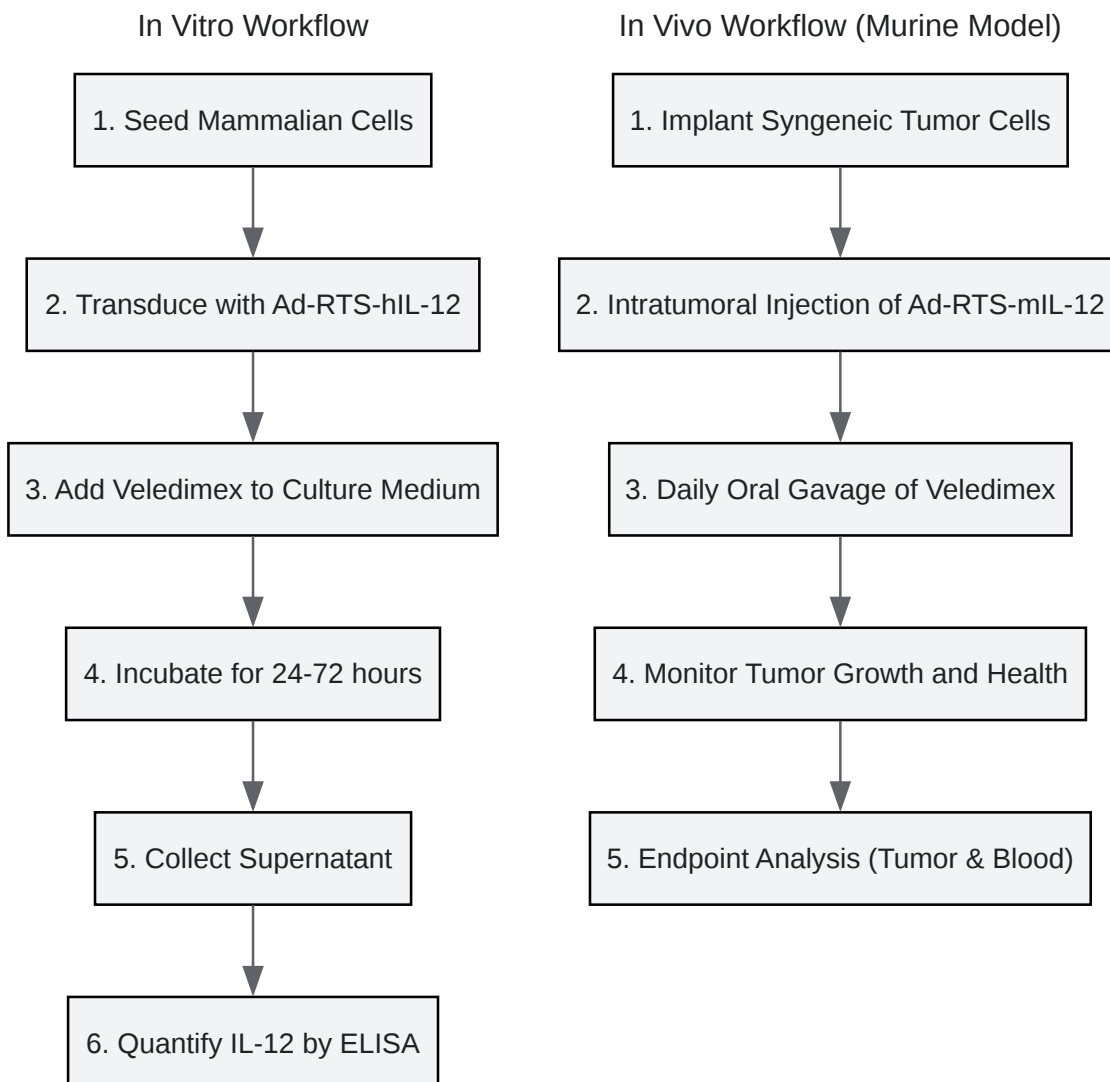 In Vitro Workflow
1. Seed Mammalian Cells
2. Transduce with Ad-RTS-hIL-12
3. Add Veledimex to Culture Medium
4. Incubate for 24-72 hours
5. Collect Supernatant
6. Quantify IL-12 by ELISA
In Vivo Workflow (Murine Model)
1. Implant Syngeneic Tumor Cells
2. Intratumoral Injection of Ad-RTS-mIL-12
3. Daily Oral Gavage of Veledimex
4. Monitor Tumor Growth and Health
5. Endpoint Analysis (Tumor & Blood)